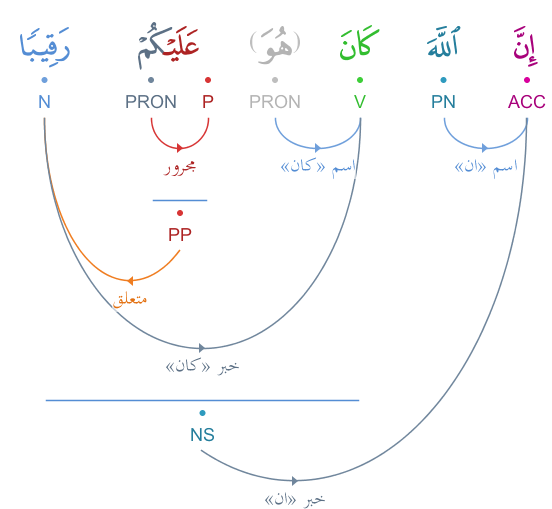 إِنَّ ٱللَّهَ كَانَ (هُوَ) عَلَيْكُمْ رَقِيبًا
ACC PN V PRON P PRON N
اسم «ان» اسم «كان» مجرور
PP
متعلق
خبر «كان»
NS
خبر «ان»